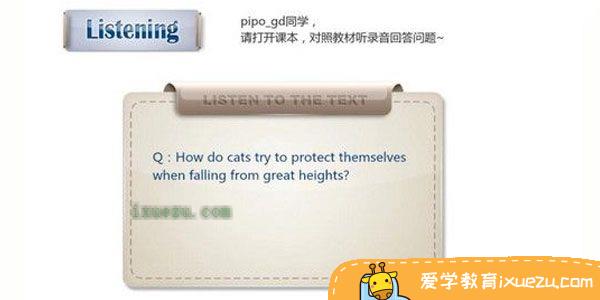 Listening
pipo_gd同学，
请打开课本，对照教材听录音回答问题~
LISTEN TO THE TEXT
Q：How do cats try to protect themselves
when falling from great heights?
ixuezu.com
爱学教育ixuezu.com